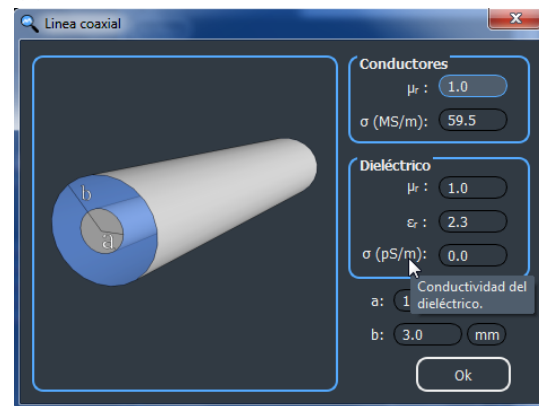 Linea coaxial
b
a
Conductores
μr : 1.0
σ (MS/m): 59.5
Dieléctrico
μr : 1.0
εr : 2.3
σ (pS/m): 0.0
Conductividad del
dieléctrico.
a: 1
b: 3.0 mm
Ok